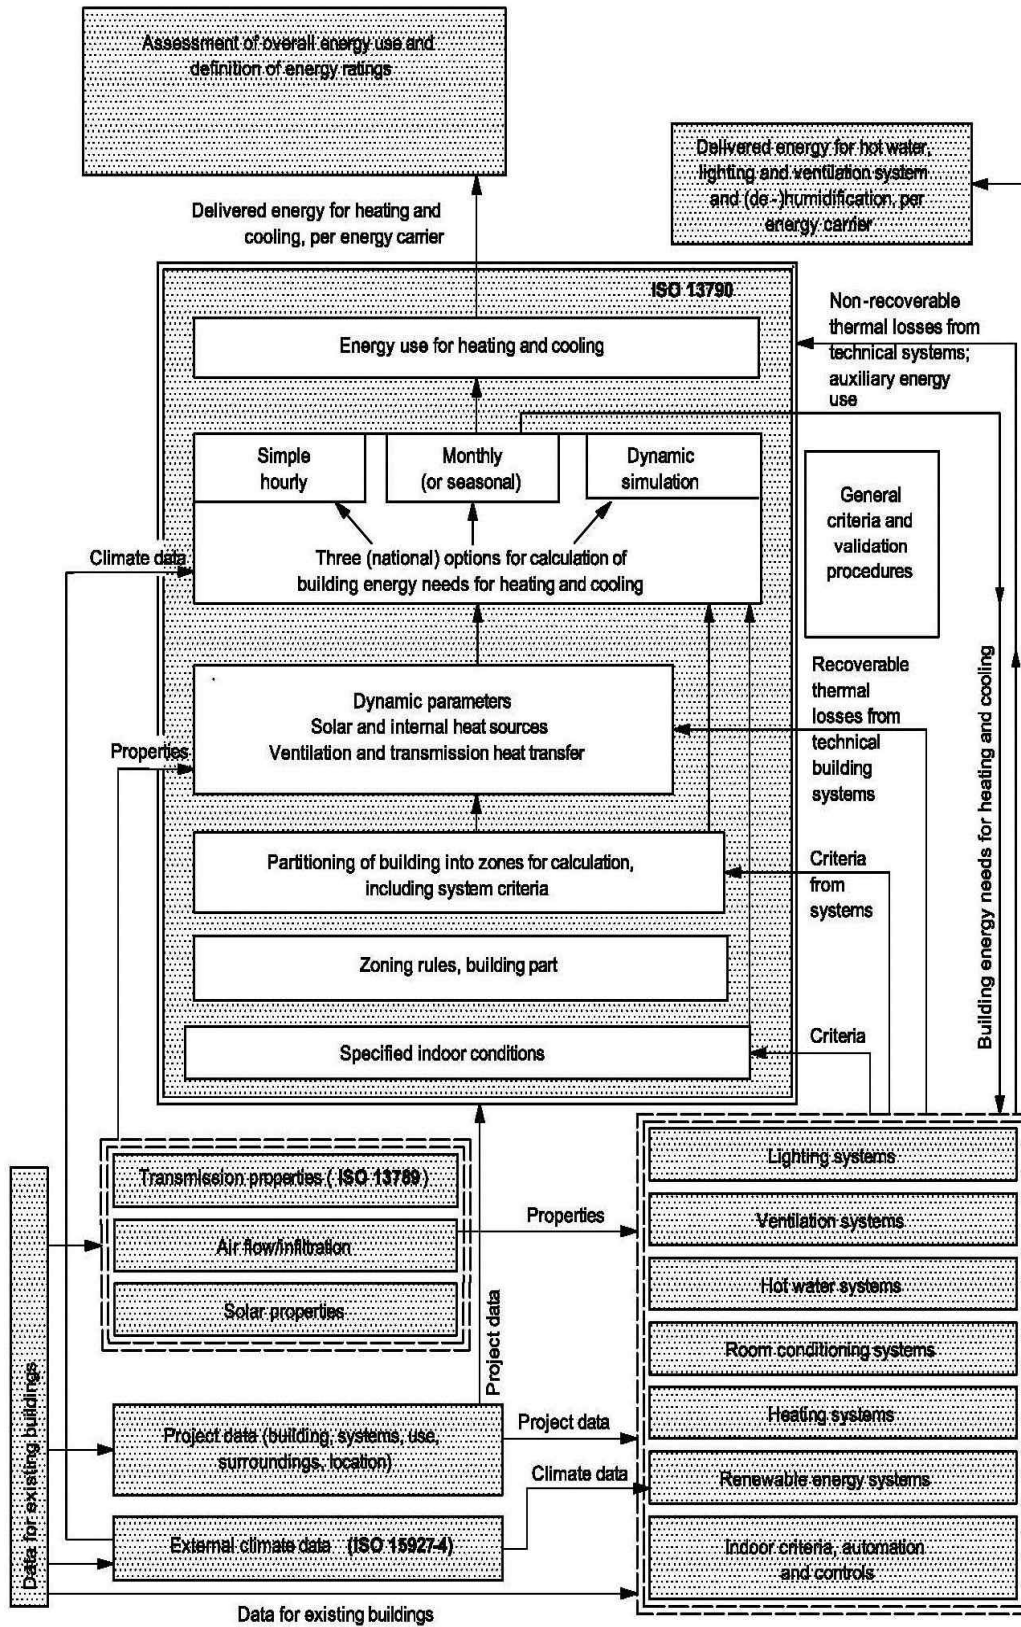 Assessment of overall energy use and
definition of energy ratings
Delivered energy for hot water,
lighting and ventilation system
and (de -)humidification, per
energy carrier
Delivered energy for heating and
cooling, per energy carrier
ISO 13790
Non-recoverable
thermal losses from
technical systems;
auxiliary energy
use
Energy use for heating and cooling
Simple
hourly
Monthly
(or seasonal)
Dynamic
simulation
General
criteria and
validation
procedures
Climate data
Three (national) options for calculation of
building energy needs for heating and cooling
Building energy needs for heating and cooling
Recoverable
thermal
losses from
technical
building
systems
Dynamic parameters
Solar and internal heat sources
Ventilation and transmission heat transfer
Properties
Partitioning of building into zones for calculation,
including system criteria
Criteria
from
systems
Zoning rules, building part
Specified indoor conditions
Criteria
Transmission properties ( ISO 13789 )
Air flow/infiltration
Solar properties
Properties
Project data
Lighting systems
Ventilation systems
Hot water systems
Room conditioning systems
Heating systems
Renewable energy systems
Indoor criteria, automation
and controls
Data for existing buildings
Project data (building, systems, use,
surroundings, location)
Project data
Climate data
External climate data (ISO 15927-4)
Data for existing buildings